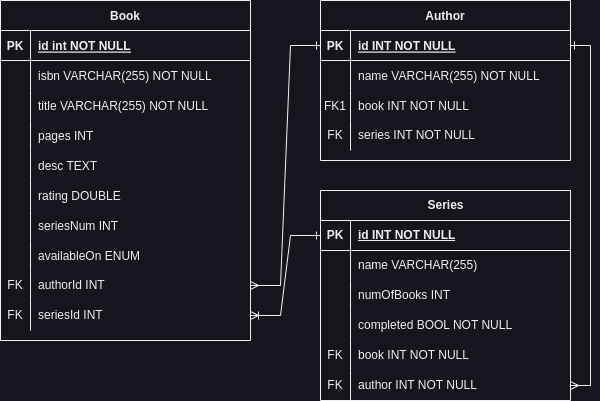 Book
PK id int NOT NULL
isbn VARCHAR(255) NOT NULL
title VARCHAR(255) NOT NULL
pages INT
desc TEXT
rating DOUBLE
seriesNum INT
availableOn ENUM
FK authorId INT
FK seriesId INT
Author
PK id INT NOT NULL
name VARCHAR(255) NOT NULL
FK1 book INT NOT NULL
FK series INT NOT NULL
Series
PK id INT NOT NULL
name VARCHAR(255)
numOfBooks INT
completed BOOL NOT NULL
FK book INT NOT NULL
FK author INT NOT NULL